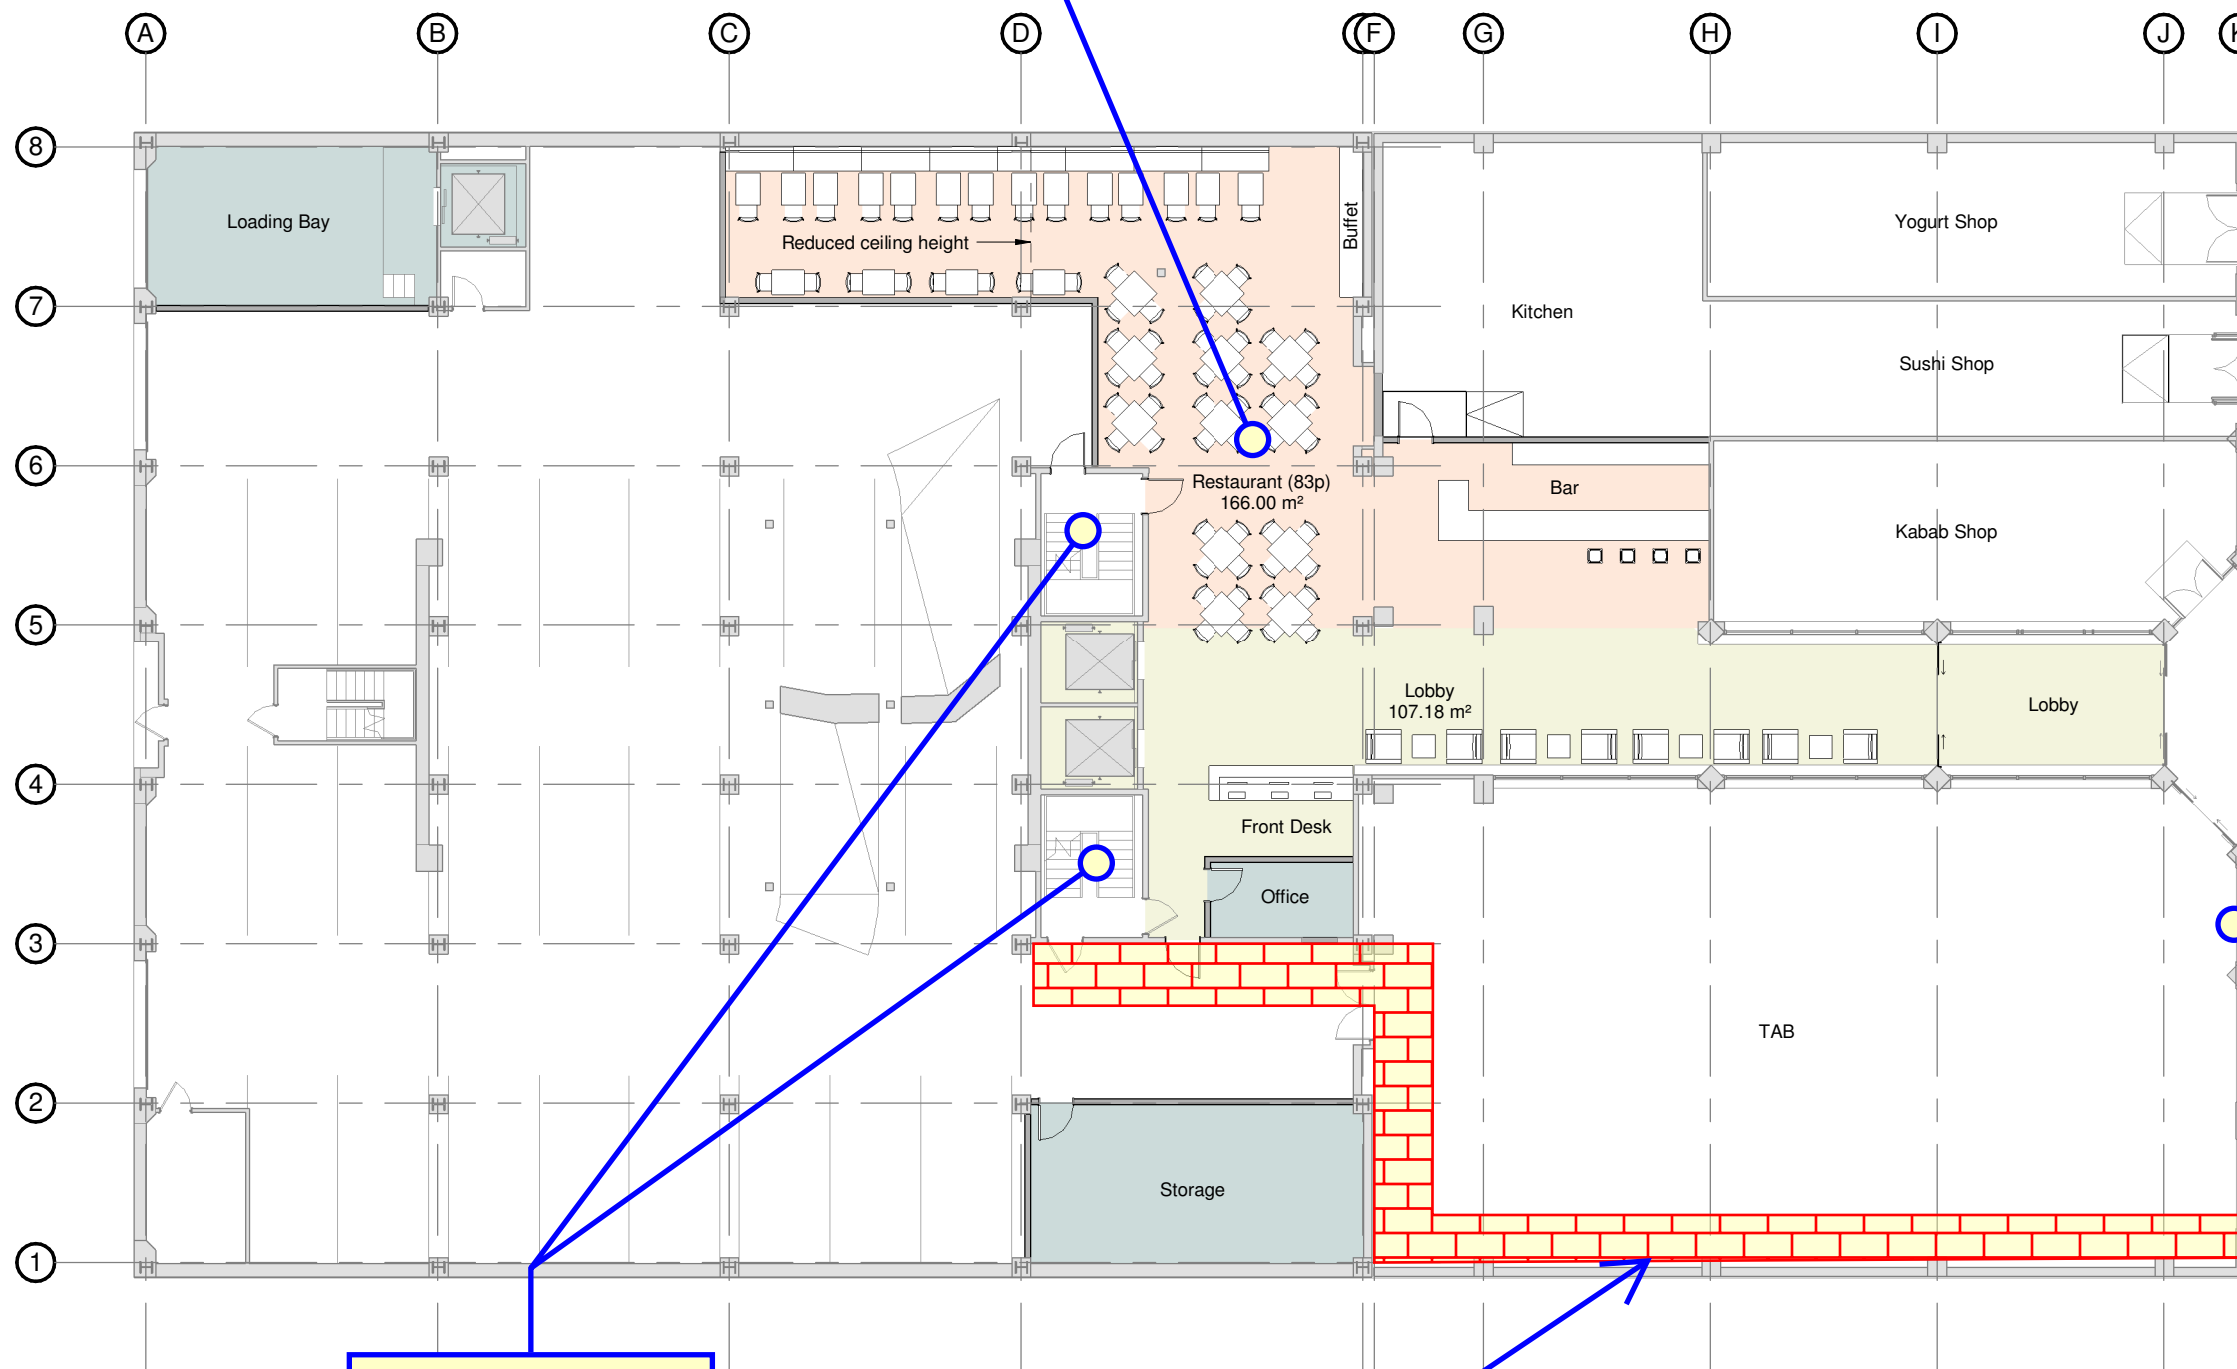 A
B
C
D
F
G
H
I
J
K
8
7
6
5
4
3
2
1
Loading Bay
Reduced ceiling height
Buffet
Kitchen
Yogurt Shop
Sushi Shop
Restaurant (83p)
166.00 m²
Bar
Kabab Shop
Lobby
107.18 m²
Lobby
Front Desk
Office
TAB
Storage